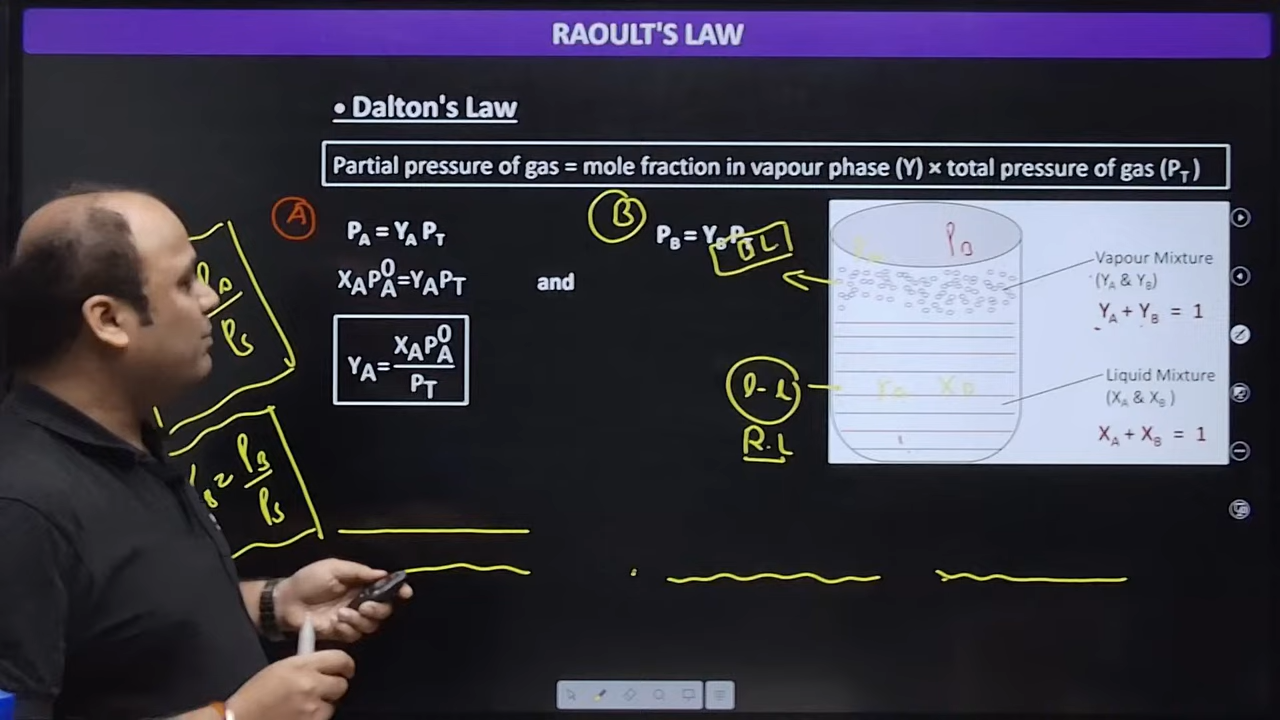 RAOULT'S LAW
• Dalton's Law
Partial pressure of gas = mole fraction in vapour phase (Y) × total pressure of gas (P_T)
A
P_A = Y_A P_T
X_A P_A^0 = Y_A P_T
Y_A = X_A P_A^0 / P_T
and
B
P_B = Y_B P_T
P_B
Vapour Mixture
(Y_A & Y_B)
Y_A + Y_B = 1
X_B
R.L
Liquid Mixture
(X_A & X_B )
X_A + X_B = 1